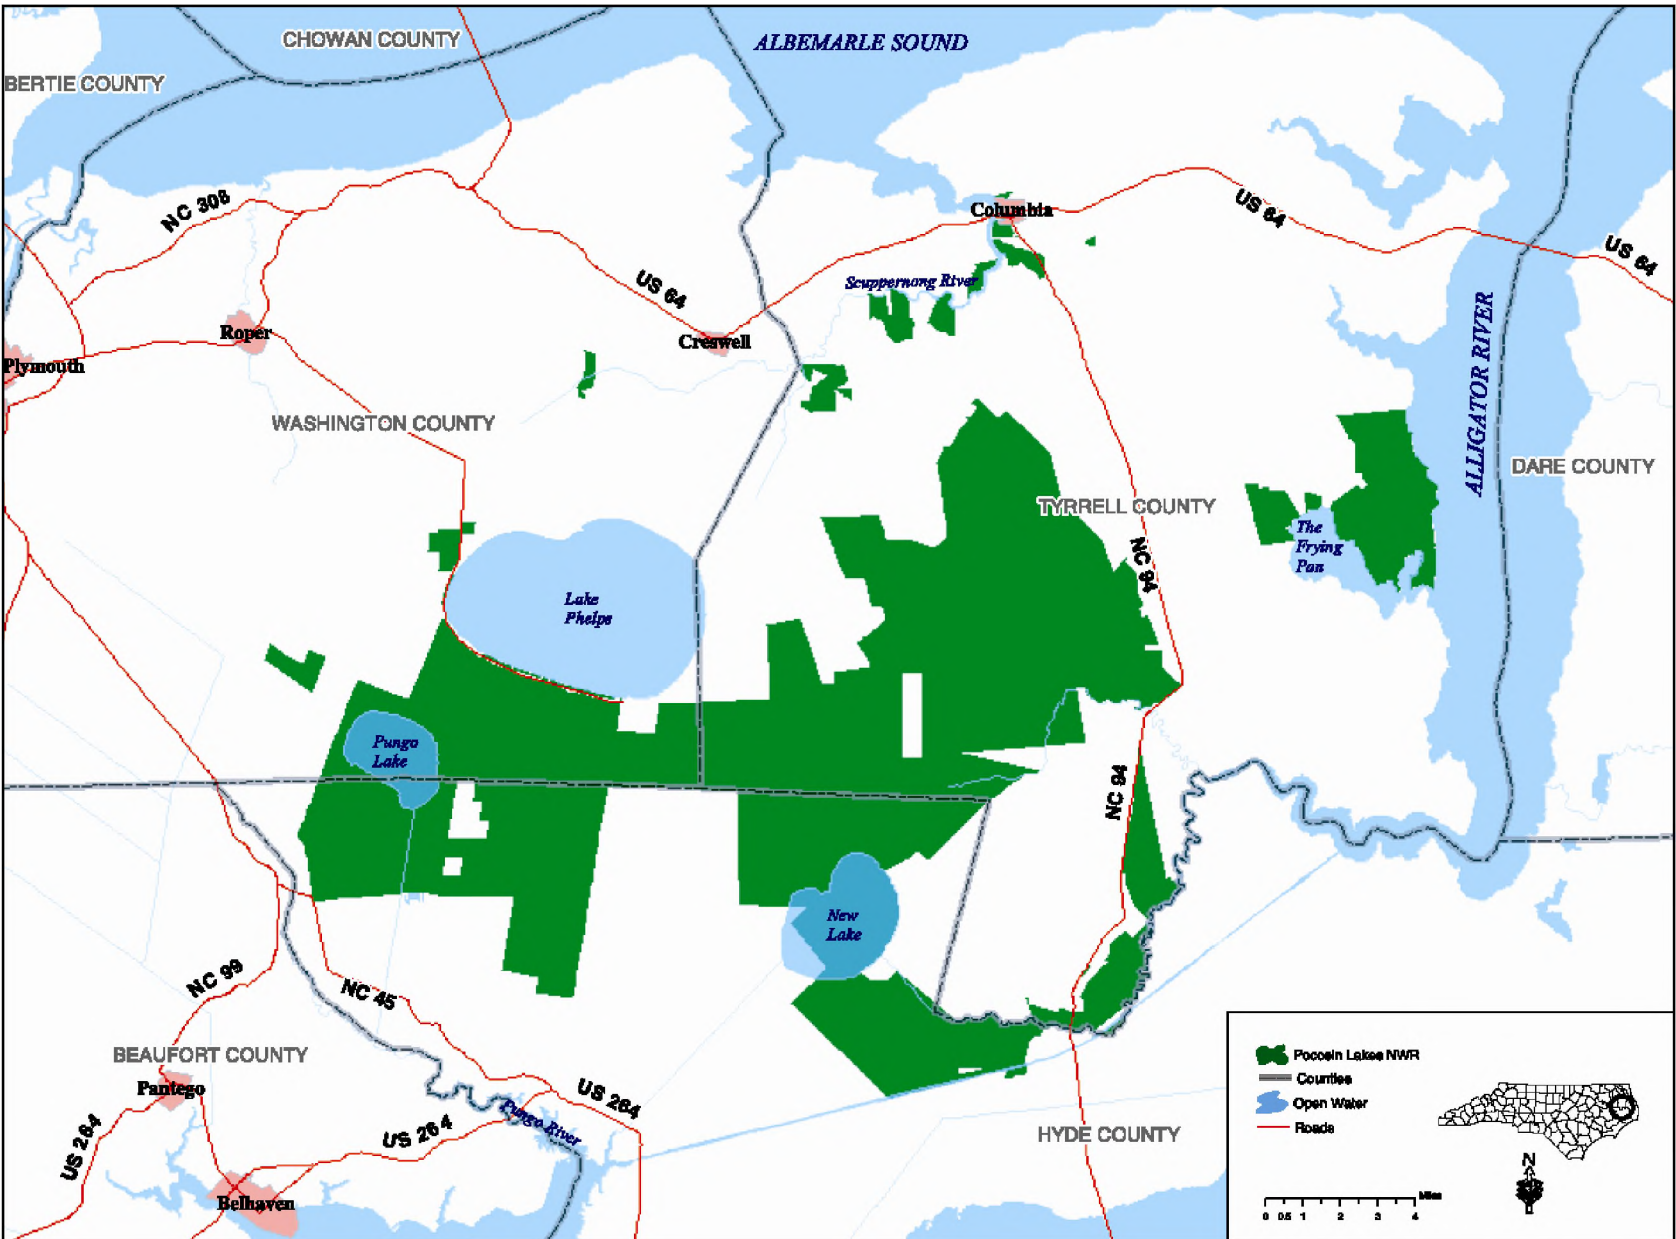 CHOWAN COUNTY
ALBEMARLE SOUND
BERTIE COUNTY
NC 308
Columbia
US 64
US 64
Scuppernong River
US 64
Roper
Creswell
Plymouth
ALLIGATOR RIVER
WASHINGTON COUNTY
DARE COUNTY
TYRRELL COUNTY
The
Frying
Pan
NC 94
Lake
Phelps
Pungo
Lake
NC 94
New
Lake
NC 99
NC 45
BEAUFORT COUNTY
Pantego
US 264
Pungo River
US 264
US 264
HYDE COUNTY
Belhaven
Pocosin Lakes NWR
Counties
Open Water
Roads
N
Miles
0 0.5 1 2 3 4